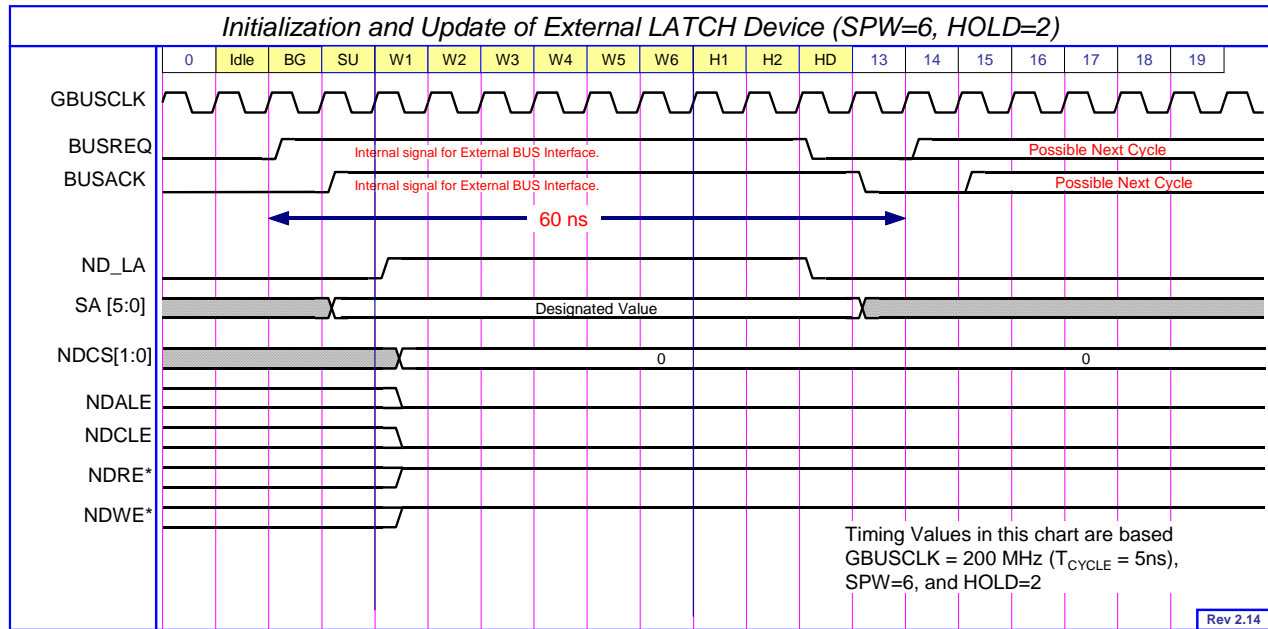 Initialization and Update of External LATCH Device (SPW=6, HOLD=2)
0 Idle BG SU W1 W2 W3 W4 W5 W6 H1 H2 HD 13 14 15 16 17 18 19
GBUSCLK
BUSREQ Internal signal for External BUS Interface. Possible Next Cycle
BUSACK Internal signal for External BUS Interface. Possible Next Cycle
60 ns
ND_LA
SA [5:0] Designated Value
NDCS[1:0] 0 0
NDALE
NDCLE
NDRE*
NDWE*
Timing Values in this chart are based
GBUSCLK = 200 MHz (TCYCLE = 5ns),
SPW=6, and HOLD=2
Rev 2.14